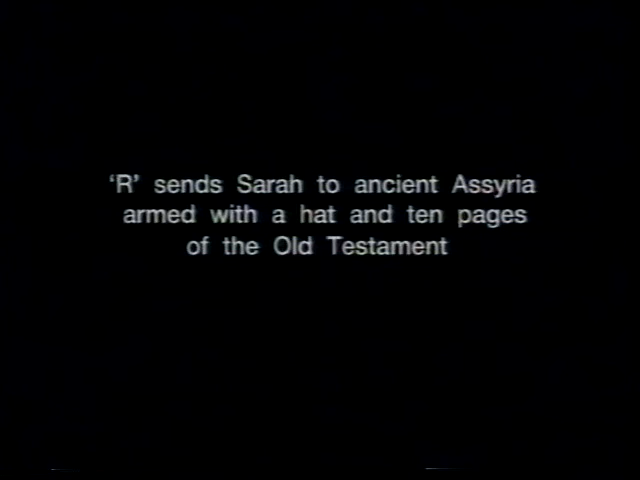 ‘R’ sends Sarah to ancient Assyria
armed with a hat and ten pages
of the Old Testament